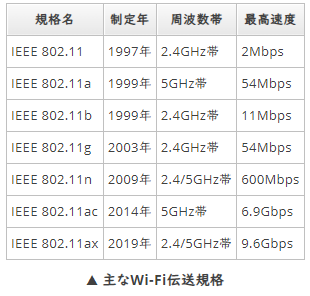 規格名 制定年 周波数帯 最高速度
IEEE 802.11 1997年 2.4GHz帯 2Mbps
IEEE 802.11a 1999年 5GHz帯 54Mbps
IEEE 802.11b 1999年 2.4GHz帯 11Mbps
IEEE 802.11g 2003年 2.4GHz帯 54Mbps
IEEE 802.11n 2009年 2.4/5GHz帯 600Mbps
IEEE 802.11ac 2014年 5GHz帯 6.9Gbps
IEEE 802.11ax 2019年 2.4/5GHz帯 9.6Gbps
▲ 主なWi-Fi伝送規格